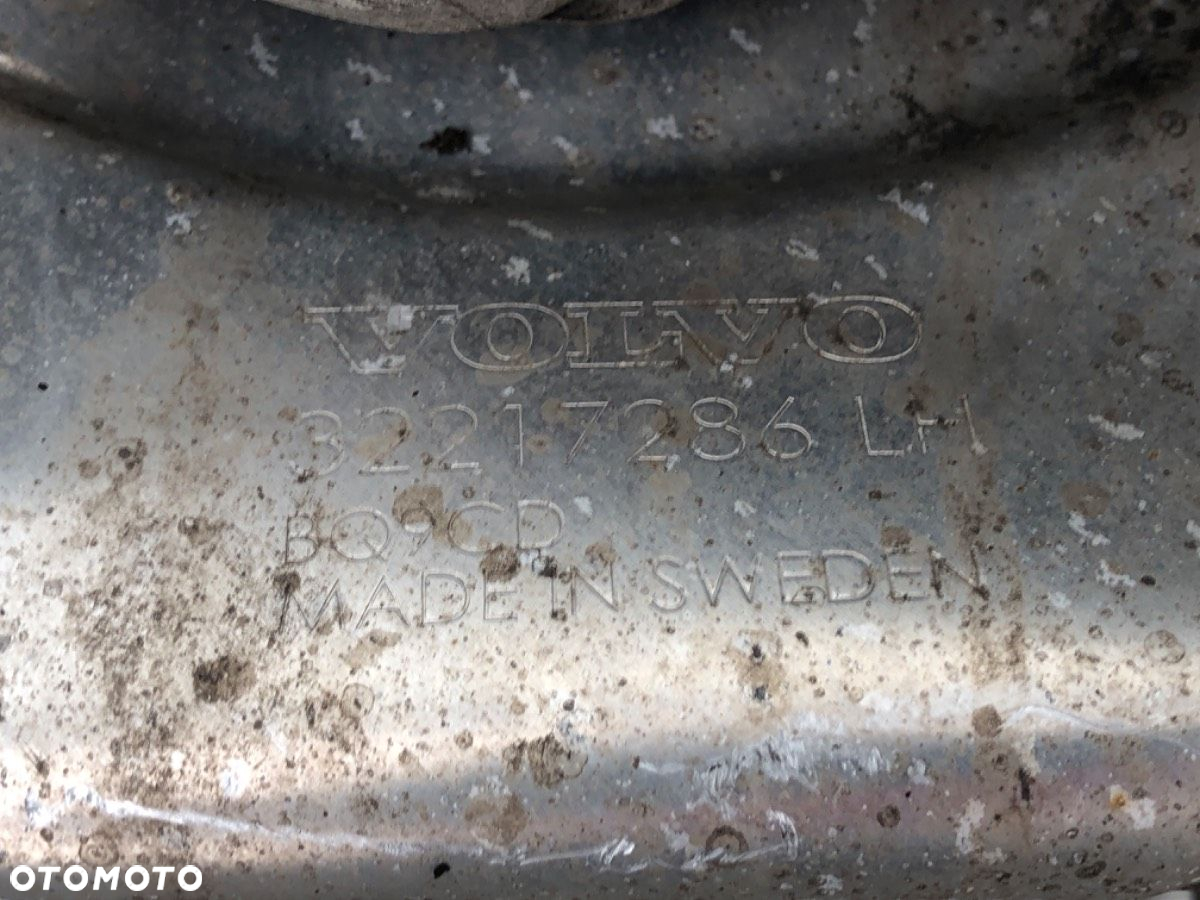 VOLVO
32217286 LH
BQ9CD
MADE IN SWEDEN
OTOMOTO